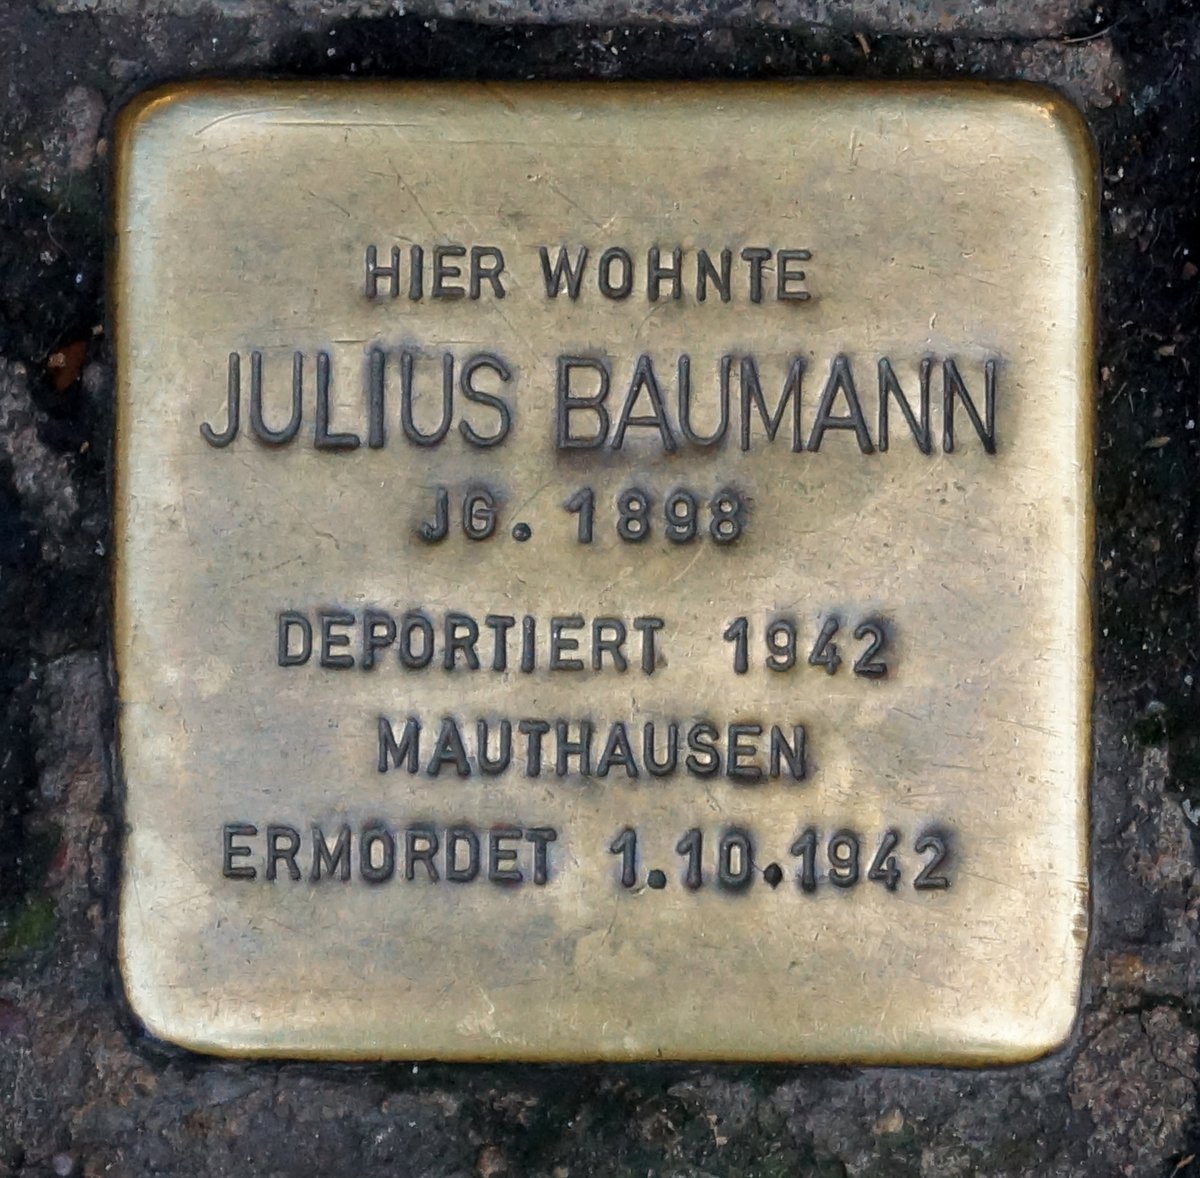 HIER WOHNTE
JULIUS BAUMANN
JG. 1898
DEPORTIERT 1942
MAUTHAUSEN
ERMORDET 1.10.1942